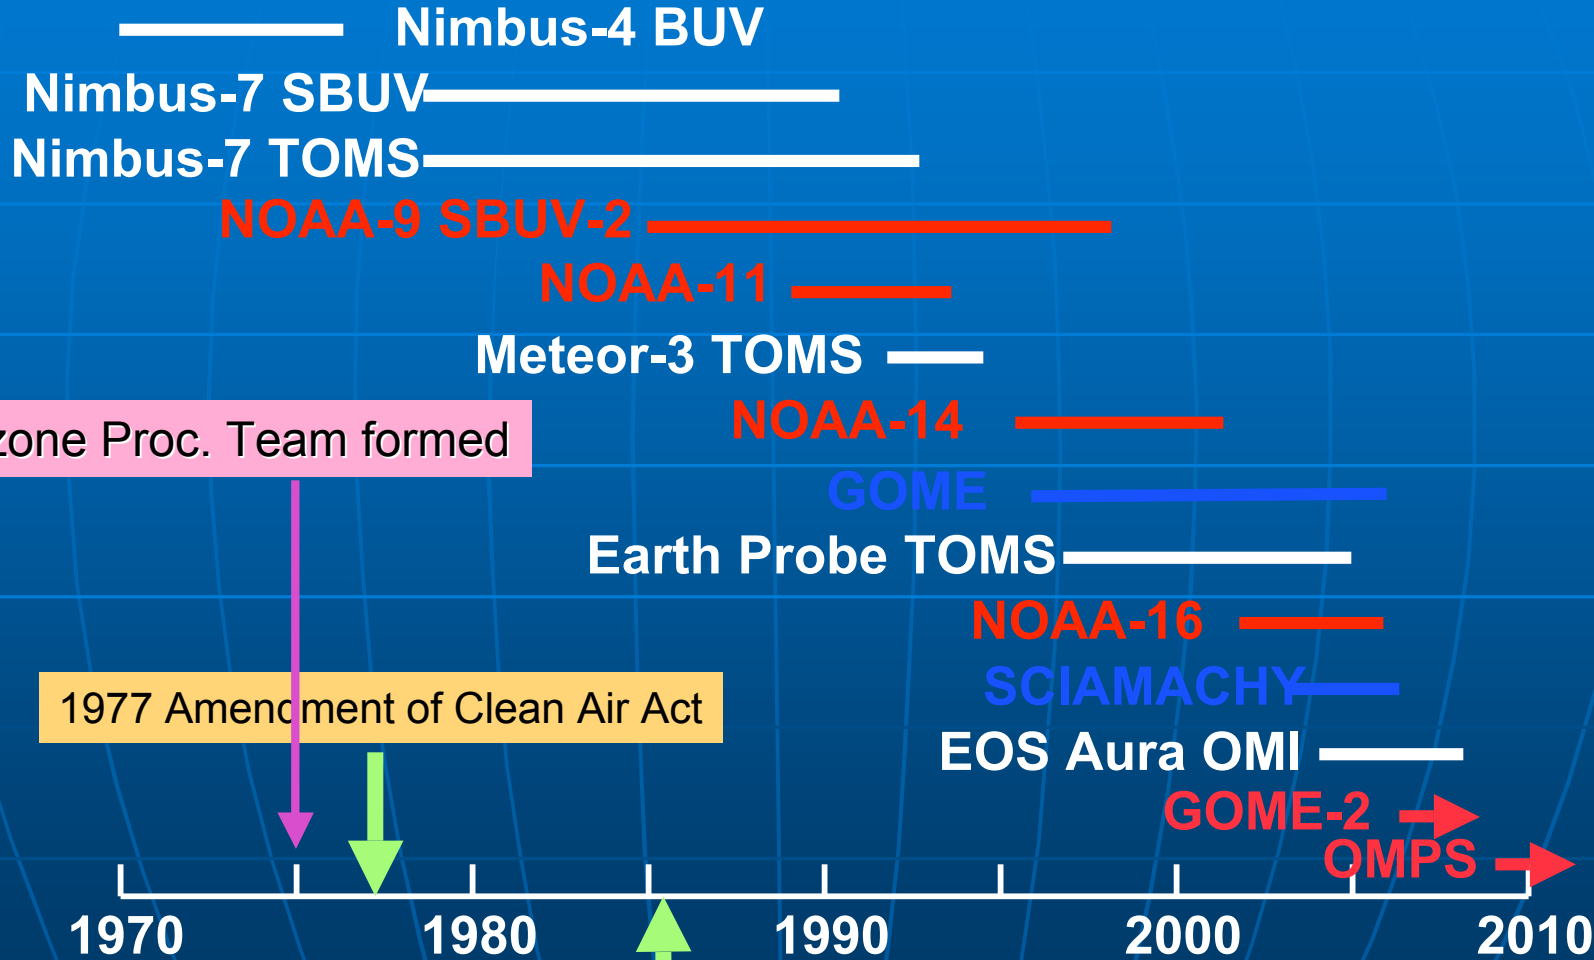 Nimbus-4 BUV
Nimbus-7 SBUV
Nimbus-7 TOMS
NOAA-9 SBUV-2
NOAA-11
Meteor-3 TOMS
NOAA-14
zone Proc. Team formed
GOME
Earth Probe TOMS
NOAA-16
SCIAMACHY
1977 Amendment of Clean Air Act
EOS Aura OMI
GOME-2
OMPS
1970 1980 1990 2000 2010